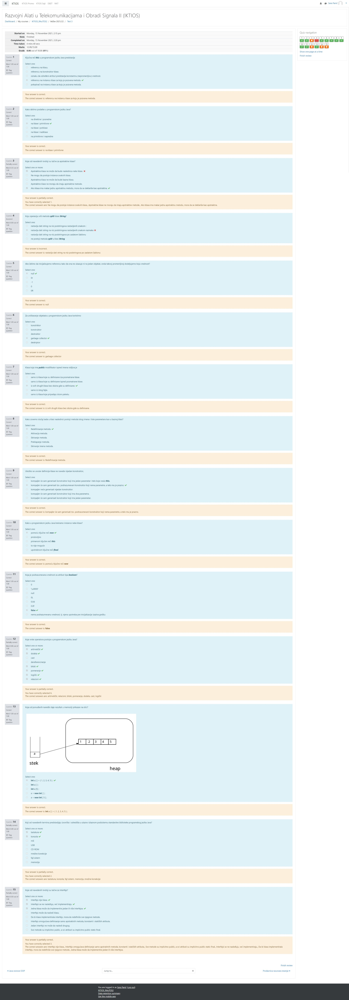 KTiOS KTiOS Promo KTiOS Sajt DEET FAKT Sara Panić
Razvojni Alati u Telekomunikacijama i Obradi Signala II (IKTIOS)
Dashboard / My courses / IKTIOS_RAuTOS2 / Vežbe 2021/22 / Test 3
Started on Monday, 15 November 2021, 2:15 pm
State Finished
Completed on Monday, 15 November 2021, 2:20 pm
Time taken 4 mins 40 secs
Marks 12.09/15.00
Grade 8.06 out of 10.00 (81%)
Quiz navigation
1 2 3 4 5 6 7 8 9
10 11 12 13 14 15
Show one page at a time
Finish review
Question 1
Correct
Mark 1.00 out of
1.00
Flag
question
Ključna reč this u programskom jeziku Java predstavlja
Select one:
referencu na klasu.
referencu na konstruktor klase.
oznaku da određeni atribut predstavlja konstantnu (nepromenljivu) vrednost.
referencu na instancu klase za koju je pozvana metoda.
pokazivač na instancu klase za koju je pozvana metoda.
Your answer is correct.
The correct answer is: referencu na instancu klase za koju je pozvana metoda.
Question 2
Correct
Mark 1.00 out of
1.00
Flag
question
Kako delimo podatke u programskom jeziku Java?
Select one:
na direktne i posredne
na klase i primitivne
na klase i potklase
na klase i nadklase
na primitivne i napredne
Your answer is correct.
The correct answer is: na klase i primitivne
Question 3
Partially correct
Mark 0.33 out of
1.00
Flag
question
Koje od navedenih tvrdnji su tačne za apstraktne klase?
Select one or more:
Apstraktna klasa ne može da bude naslednica neke klase.
Ne mogu da postoje instance ovakvih klasa.
Apstraktna klasa ne može da bude bazna klasa.
Apstraktne klase ne moraju da imaju apstraktne metode.
Ako klasa ima makar jednu apstraktnu metodu, mora da se deklariše kao apstraktna.
Your answer is partially correct.
You have correctly selected 1.
The correct answers are: Ne mogu da postoje instance ovakvih klasa., Apstraktne klase ne moraju da imaju apstraktne metode., Ako klasa ima makar jednu apstraktnu metodu, mora da se deklariše kao apstraktna.
Question 4
Incorrect
Mark 0.00 out of
1.00
Flag
question
Koju operaciju vrši metoda split klase String?
Select one:
rastavlja dati string na niz podstringova rastavljenih znakom :
rastavlja dati string na niz podstringova rastavljenih znakom razmaka
rastavlja dati string na niz podstringova po zadatom šablonu
ne postoji metoda split u klasi String
Your answer is incorrect.
The correct answer is: rastavlja dati string na niz podstringova po zadatom šablonu
Question 5
Correct
Mark 1.00 out of
1.00
Flag
question
Ako želimo da inicijalizujemo referencu tako da ona ne ukazuje ni na jedan objekat, onda takvoj promenljivoj dodeljujemo koju vrednost?
Select one:
null
0r
-1
0
0R
Your answer is correct.
The correct answer is: null
Question 6
Correct
Mark 1.00 out of
1.00
Flag
question
Za uništavanje objekata u programskom jeziku Java koristimo
Select one:
konstriktor
konstruktor
destruktor
garbage collector
deskriptor
Your answer is correct.
The correct answer is: garbage collector
Question 7
Correct
Mark 1.00 out of
1.00
Flag
question
Klasa koja ima public modifikator ispred imena vidljiva je
Select one:
samo iz klasa koje su definisane iza posmatrane klase.
samo iz klasa koje su definisane ispred posmatrane klase.
iz svih drugih klasa bez obzira gde su definisane.
samo iz istog fajla.
samo iz klasa koje pripadaju istom paketu.
Your answer is correct.
The correct answer is: iz svih drugih klasa bez obzira gde su definisane.
Question 8
Correct
Mark 1.00 out of
1.00
Flag
question
Kako zovemo slučaj kada u klasi naslednici postoji metoda istog imena i liste parametara kao u baznoj klasi?
Select one:
Redefinisanje metoda.
Aktivacija metoda.
Skrivanje metoda.
Preklapanje metoda.
Skrivanje imena metoda.
Your answer is correct.
The correct answer is: Redefinisanje metoda.
Question 9
Correct
Mark 1.00 out of
1.00
Flag
question
Ukoliko se unutar definicije klase ne navede nijedan konstruktor,
Select one:
kompajler će sam generisati konstruktor koji ima jedan parametar i telo koje vraća this.
kompajler će sam generisati tzv. podrazumevani konstruktor koji nema parametre, a telo mu je prazno.
kompajler neće generisati nijedan konstruktor.
kompajler će sam generisati konstruktor koji ima dva parametra.
kompajler će sam generisati konstruktor koji ima jedan parametar.
Your answer is correct.
The correct answer is: kompajler će sam generisati tzv. podrazumevani konstruktor koji nema parametre, a telo mu je prazno.
Question 10
Correct
Mark 1.00 out of
1.00
Flag
question
Kako u programskom jeziku Java kreiramo instance neke klase?
Select one:
pomoću ključne reči new
proizvoljno
primenom ključen reči this
to nije moguće
upotrebnom ključne reči final
Your answer is correct.
The correct answer is: pomoću ključne reči new
Question 11
Correct
Mark 1.00 out of
1.00
Flag
question
Koja je podrazumevana vrednost za atribut tipa boolean?
Select one:
0
'\u0000'
null
0L
0.0d
0.0f
false
nema podrazumevanu vrednost, tj. njena upotreba pre inicijalizacije izaziva grešku
Your answer is correct.
The correct answer is: false
Question 12
Partially correct
Mark 0.86 out of
1.00
Flag
question
Koje vrste operatora postoje u programskom jeziku Java?
Select one or more:
aritmetički
dodela
cast
dereferenciranje
bitski
pomeranje
logički
relacioni
Your answer is partially correct.
You have correctly selected 6.
The correct answers are: aritmetički, relacioni, bitski, pomeranje, dodela, cast, logički
Question 13
Correct
Mark 1.00 out of
1.00
Flag
question
Koja od ponuđenih naredbi daje rezultat u memoriji prikazan na slici?
1 2 3 4 5
a
stek
heap
Select one:
int a [ ] = { 1, 2, 3, 4, 5 } ;
int a [ ] ;
int a [5] ;
a = new int [ ] ;
a = new int [ 5 ] ;
Your answer is correct.
The correct answer is: int a [ ] = { 1, 2, 3, 4, 5 } ;
Question 14
Partially correct
Mark 0.40 out of
1.00
Flag
question
Koji od navedenih termina predstavljaju izvorišta i odredišta u ulazno-izlaznom podsistemu standardne biblioteke programskog jezika Java?
Select one or more:
tastatura
konzola
miš
USB
CD-ROM
mrežne konekcije
fajl sistem
memorija
Your answer is partially correct.
You have correctly selected 2.
The correct answers are: tastatura, konzola, fajl sistem, memorija, mrežne konekcije
Question 15
Partially correct
Mark 0.50 out of
1.00
Flag
question
Koje od navedenih tvrdnji su tačne za Interfejs?
Select one or more:
Interfejs nije klasa.
Interfejsi se ne nasleđuju, već implementiraju.
Jedna klasa može da implementira jedan ili više interfejsa.
Interfejs može da nasledi klasu.
Da bi klasa implementirala interfejs, mora da redefiniše sve njegove metode.
Interfejs omogućava definisanje samo apstraktnih metoda, konstanti i statičkih atributa.
Jedan interfejs ne može da nasledi drugog.
Sve metode su implicitno public, a svi atributi su implicitno public static final.
Your answer is partially correct.
You have correctly selected 3.
The correct answers are: Interfejs nije klasa., Interfejs omogućava definisanje samo apstraktnih metoda, konstanti i statičkih atributa., Sve metode su implicitno public, a svi atributi su implicitno public static final., Interfejsi se ne nasleđuju, već implementiraju., Da bi klasa implementirala
interfejs, mora da redefiniše sve njegove metode., Jedna klasa može da implementira jedan ili više interfejsa.
Finish review
◄ Java osnove OOP
Jump to...
Prodavnica racunara resenje ►
You are logged in as Sara Panić (Log out)
IKTIOS_RAuTOS2
Data retention summary
Get the mobile app